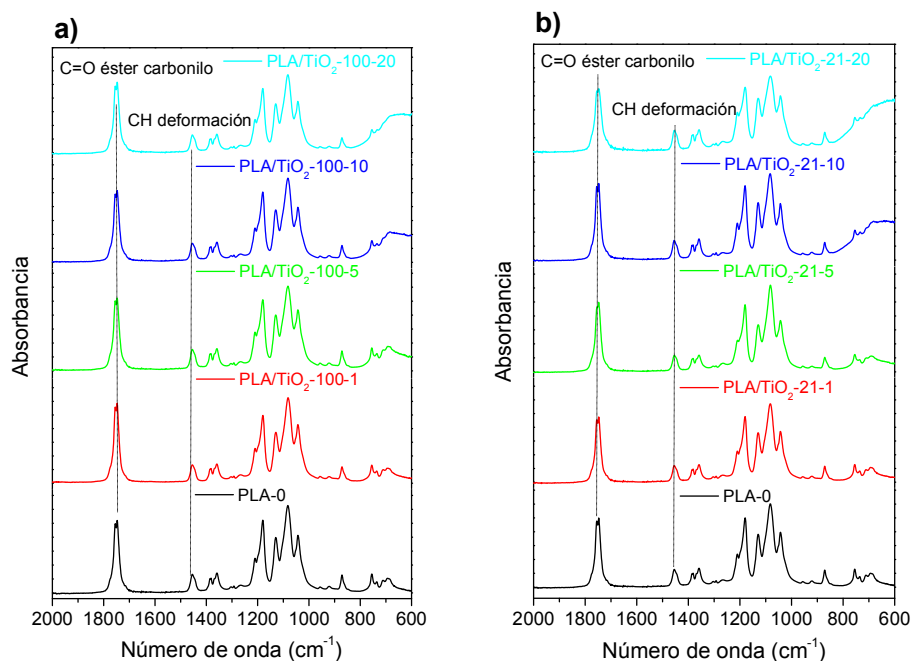 a)
C=O éster carbonilo
PLA/TiO₂-100-20
CH deformación
PLA/TiO₂-100-10
PLA/TiO₂-100-5
PLA/TiO₂-100-1
PLA-0
Absorbancia
2000 1800 1600 1400 1200 1000 800 600
Número de onda (cm⁻¹)
b)
C=O éster carbonilo
PLA/TiO₂-21-20
CH deformación
PLA/TiO₂-21-10
PLA/TiO₂-21-5
PLA/TiO₂-21-1
PLA-0
Absorbancia
2000 1800 1600 1400 1200 1000 800 600
Número de onda (cm⁻¹)